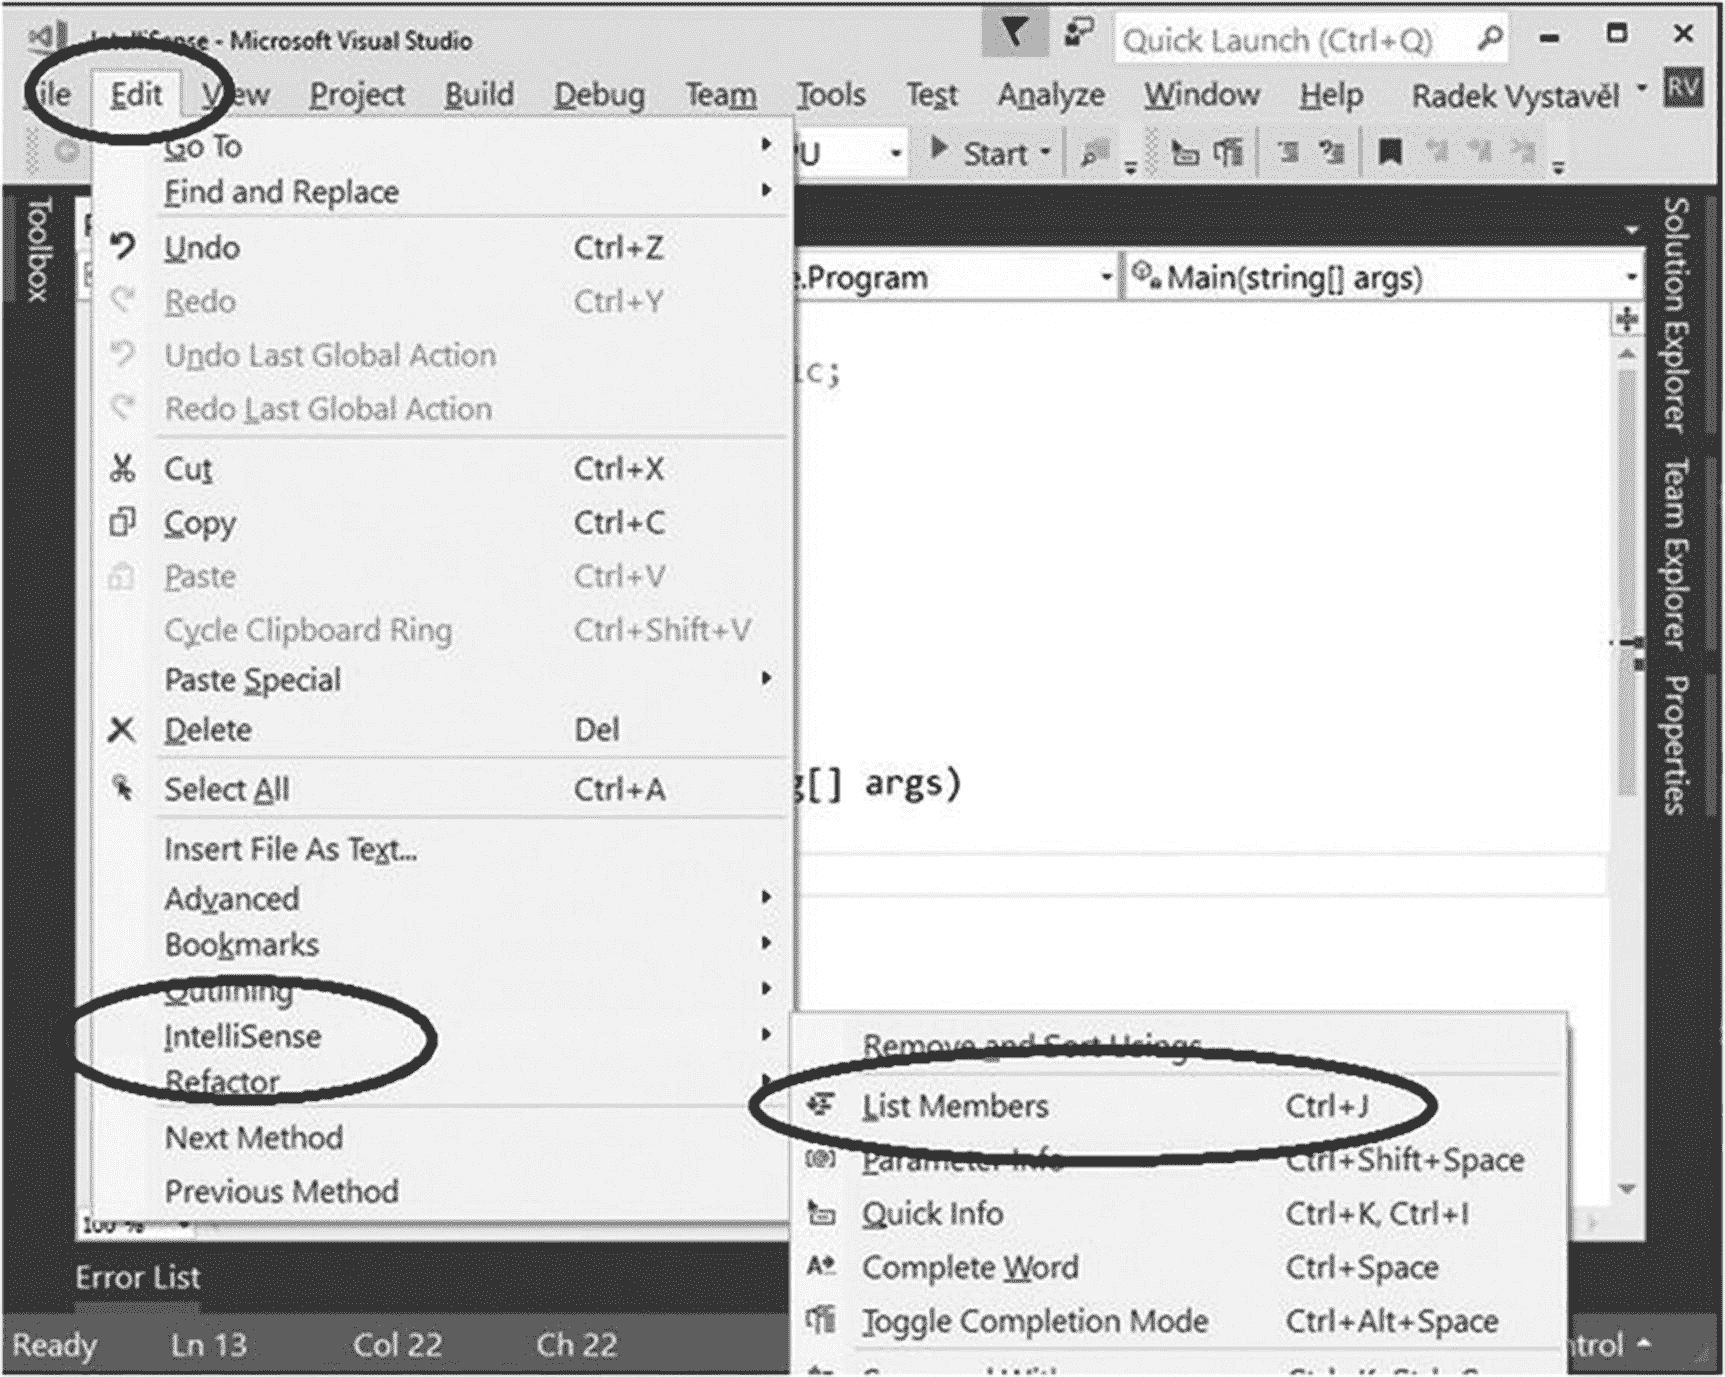 IntelliSense - Microsoft Visual Studio
Quick Launch (Ctrl+Q)
File Edit View Project Build Debug Team Tools Test Analyze Window Help Radek Vystavěl RV
Go To
PU Start
Find and Replace
Toolbox
Undo Ctrl+Z
e.Program Main(string[] args)
Redo Ctrl+Y
Undo Last Global Action
ic;
Redo Last Global Action
Cut Ctrl+X
Copy Ctrl+C
Paste Ctrl+V
Cycle Clipboard Ring Ctrl+Shift+V
Paste Special
Delete Del
Select All Ctrl+A
g[] args)
Insert File As Text...
Advanced
Bookmarks
Outlining
IntelliSense
Refactor
Next Method
Previous Method
Remove and Sort Usings
List Members Ctrl+J
Parameter Info Ctrl+Shift+Space
Quick Info Ctrl+K, Ctrl+I
Complete Word Ctrl+Space
Toggle Completion Mode Ctrl+Alt+Space
Solution Explorer
Team Explorer
Properties
100 %
Error List
Ready Ln 13 Col 22 Ch 22
ntrol